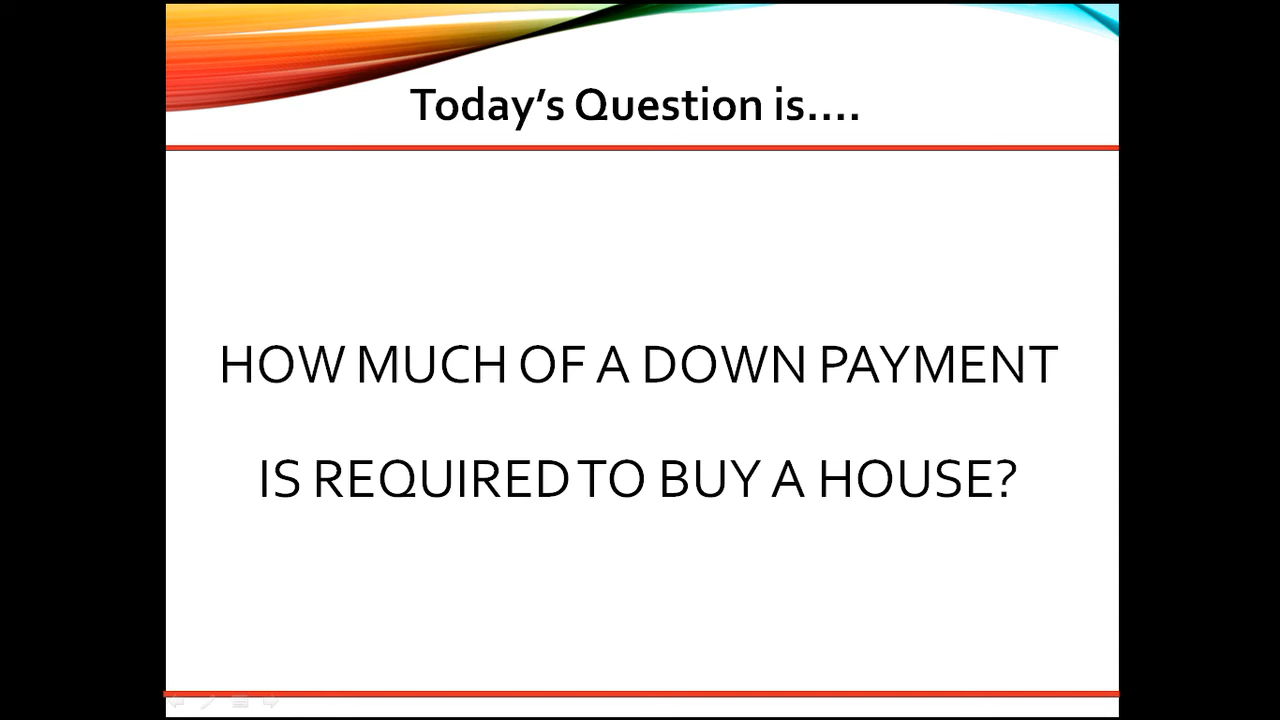 Today’s Question is....
HOW MUCH OF A DOWN PAYMENT
IS REQUIRED TO BUY A HOUSE?